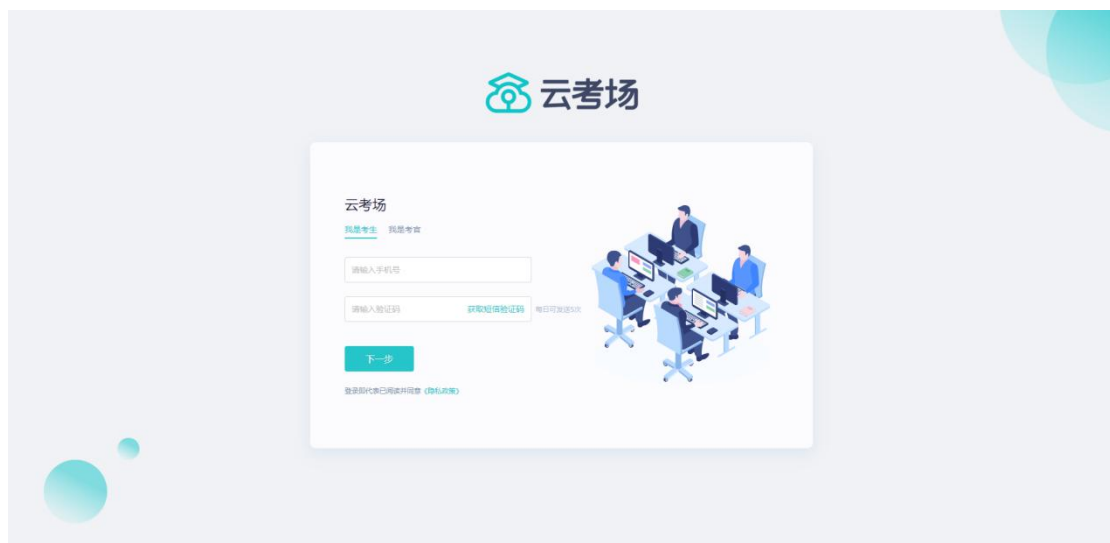 云考场
云考场
我是考生 我是考官
请输入手机号
请输入验证码 获取短信验证码 每日可发送5次
下一步
登录即代表已阅读并同意《隐私政策》